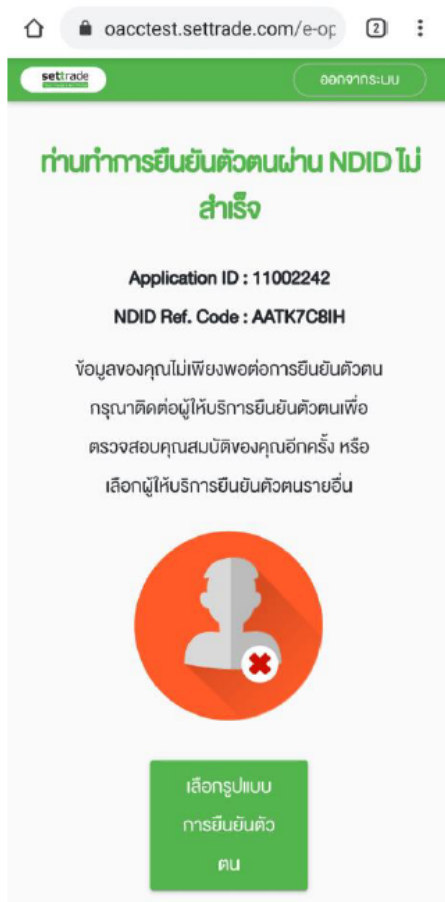 oacctest.settrade.com/e-op
2
settrade
ออกจากระบบ
ท่านทำการยืนยันตัวตนผ่าน NDID ไม่
สำเร็จ
Application ID : 11002242
NDID Ref. Code : AATK7C8IH
ข้อมูลของคุณไม่เพียงพอต่อการยืนยันตัวตน
กรุณาติดต่อผู้ให้บริการยืนยันตัวตนเพื่อ
ตรวจสอบคุณสมบัติของคุณอีกครั้ง หรือ
เลือกผู้ให้บริการยืนยันตัวตนรายอื่น
เลือกรูปแบบ
การยืนยันตัว
ตน